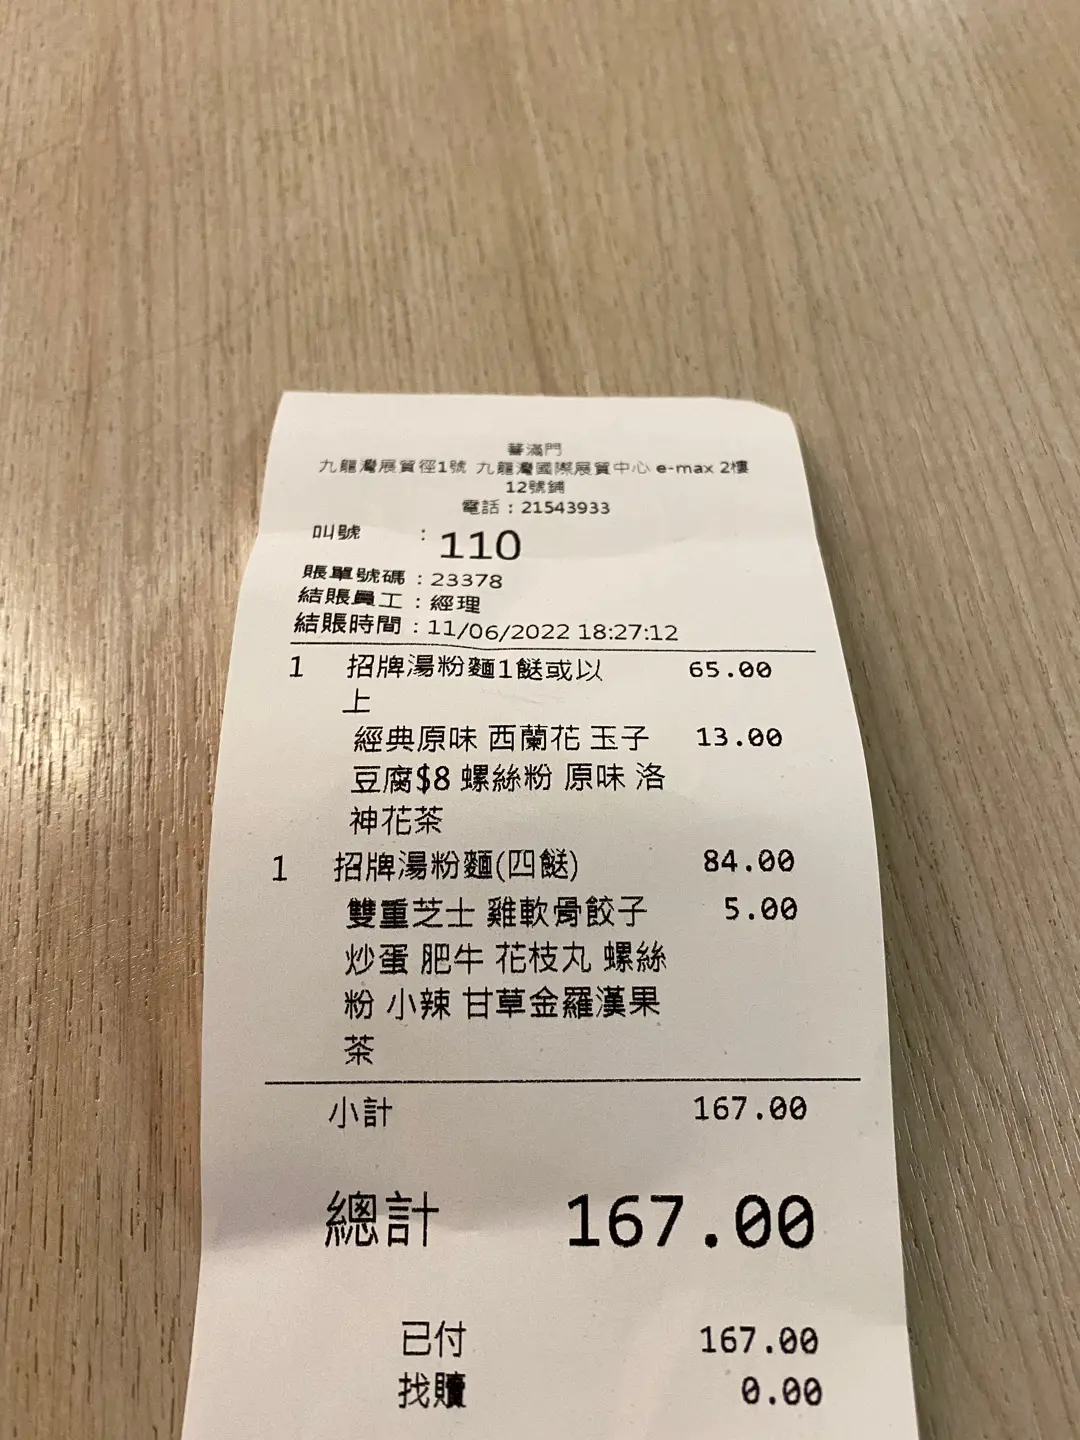 蕃滿門
九龍灣展貿徑1號 九龍灣國際展貿中心 e-max 2樓
12號鋪
電話：21543933
叫號 : 110
賬單號碼：23378
結賬員工：經理
結賬時間：11/06/2022 18:27:12
1 招牌湯粉麵1餸或以 65.00
上
經典原味 西蘭花 玉子 13.00
豆腐$8 螺絲粉 原味 洛
神花茶
1 招牌湯粉麵(四餸) 84.00
雙重芝士 雞軟骨餃子 5.00
炒蛋 肥牛 花枝丸 螺絲
粉 小辣 甘草金羅漢果
茶
小計 167.00
總計 167.00
已付 167.00
找贖 0.00